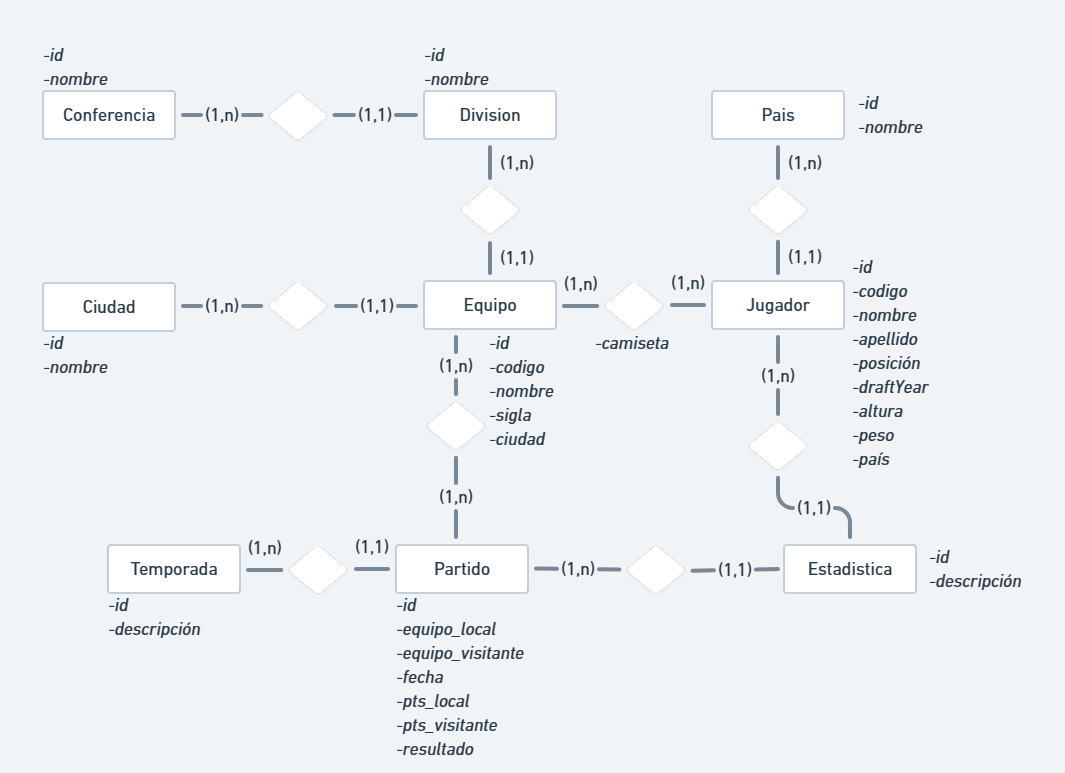 -id
-nombre
Conferencia
(1,n)
(1,1)
-id
-nombre
Division
Pais
-id
-nombre
(1,n)
(1,1)
(1,n)
(1,1)
Ciudad
-id
-nombre
(1,n)
(1,1)
Equipo
-id
-codigo
-nombre
-sigla
-ciudad
(1,n)
(1,n)
-camiseta
Jugador
-id
-codigo
-nombre
-apellido
-posición
-draftYear
-altura
-peso
-país
(1,n)
(1,n)
(1,n)
(1,1)
Temporada
-id
-descripción
(1,n)
(1,1)
Partido
-id
-equipo_local
-equipo_visitante
-fecha
-pts_local
-pts_visitante
-resultado
(1,n)
(1,1)
Estadistica
-id
-descripción